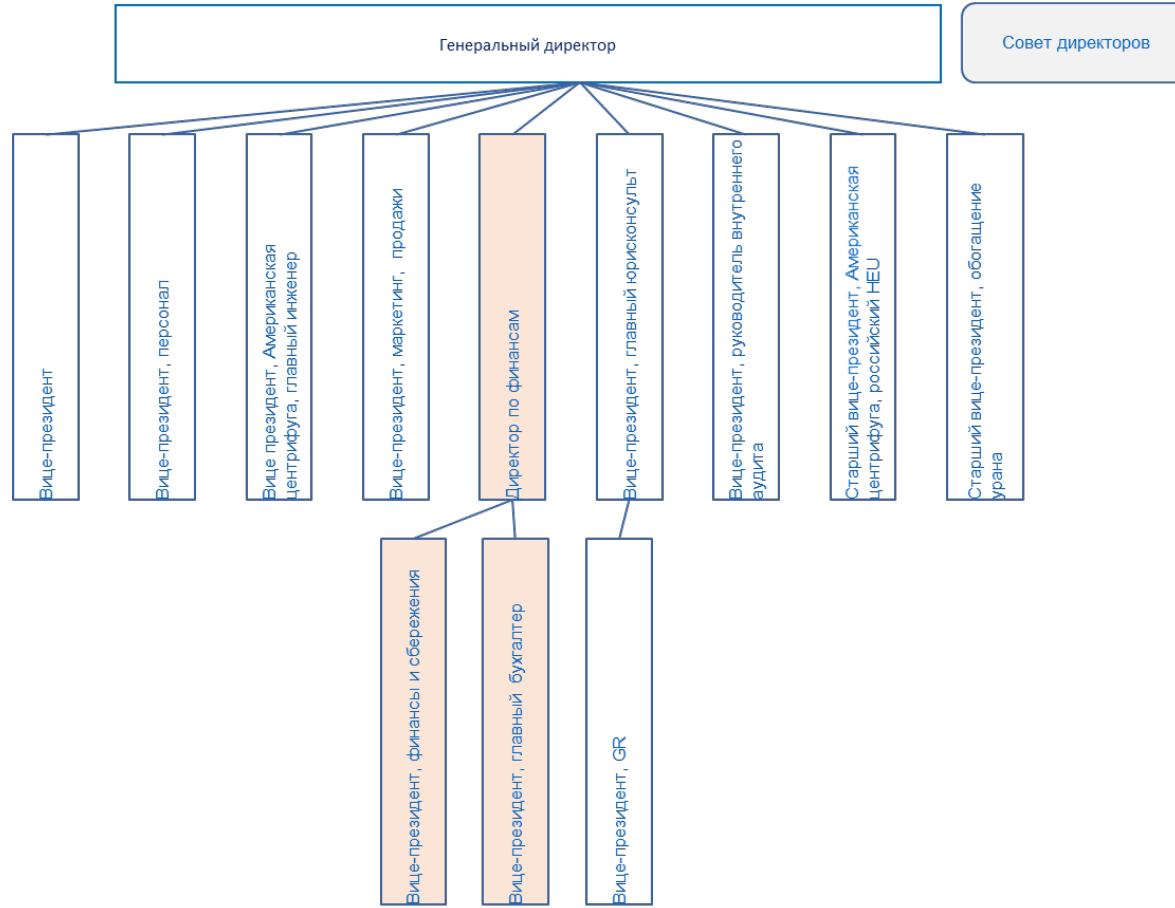 Генеральный директор
Совет директоров
Вице-президент
Вице-президент, персонал
Вице президент, Американская
центрифуга, главный инженер
Вице-президент, маркетинг, продажи
Директор по финансам
Вице-президент, главный юрисконсульт
Вице-президент, руководитель внутреннего
аудита
Старший вице-президент, Американская
центрифуга, российский HEU
Старший вице-президент, обогащение
урана
Вице-президент, финансы и сбережения
Вице-президент, главный бухгалтер
Вице-президент, GR